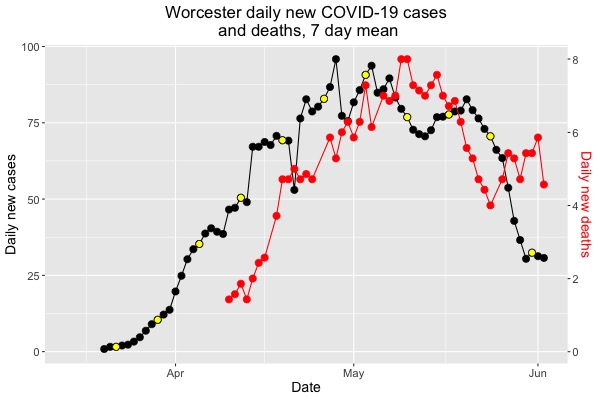 Worcester daily new COVID-19 cases
and deaths, 7 day mean
100
75
50
25
0
Daily new cases
8
6
4
2
0
Daily new deaths
Apr
May
Jun
Date